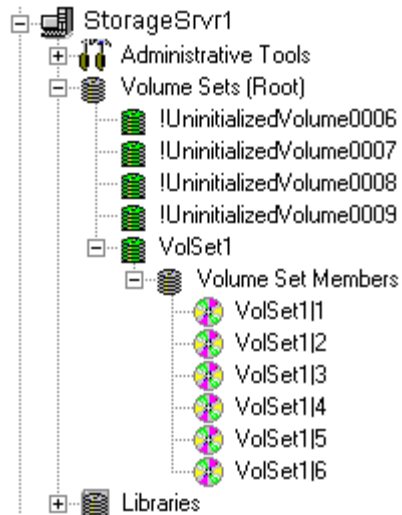 StorageSrvr1
Administrative Tools
Volume Sets (Root)
!UninitializedVolume0006
!UninitializedVolume0007
!UninitializedVolume0008
!UninitializedVolume0009
VolSet1
Volume Set Members
VolSet1|1
VolSet1|2
VolSet1|3
VolSet1|4
VolSet1|5
VolSet1|6
Libraries